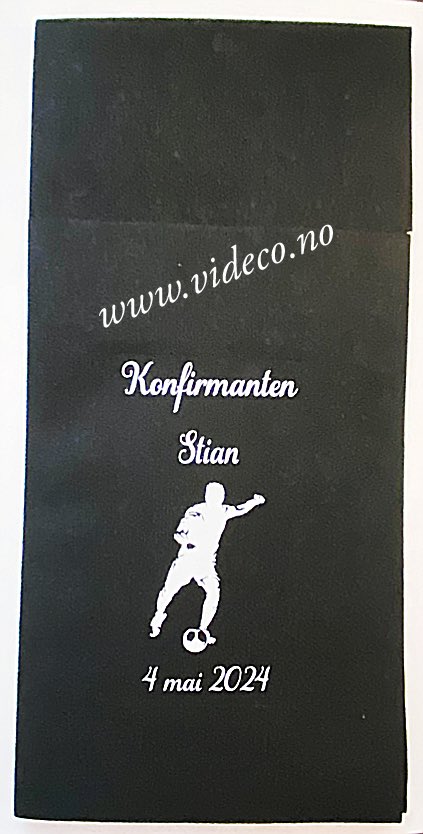 www.videco.no
Konfirmanten
Stian
4 mai 2024